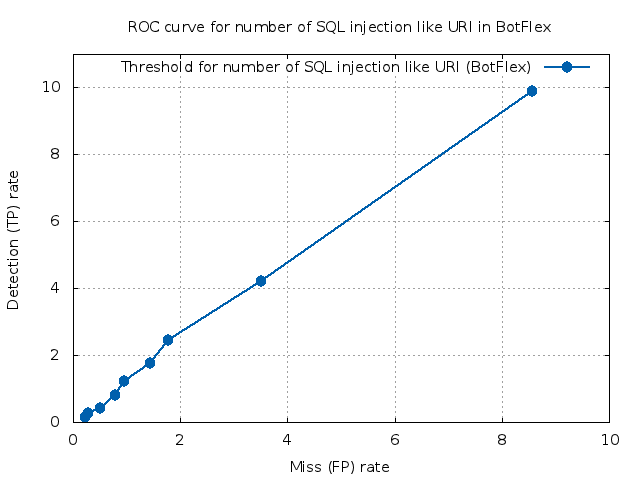 ROC curve for number of SQL injection like URI in BotFlex
Threshold for number of SQL injection like URI (BotFlex)
Detection (TP) rate
10
8
6
4
2
0
0 2 4 6 8 10
Miss (FP) rate